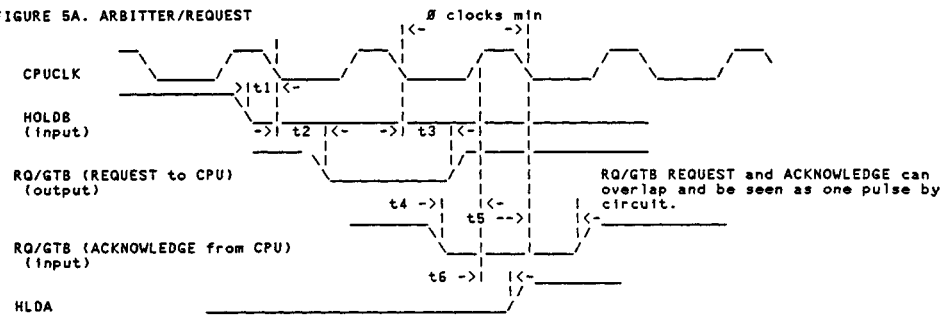 FIGURE 5A. ARBITTER/REQUEST
Ø clocks min
CPUCLK
t1
HOLDB
(input)
t2
t3
RQ/GTB (REQUEST to CPU)
(output)
RQ/GTB REQUEST and ACKNOWLEDGE can
overlap and be seen as one pulse by
circuit.
t4
t5
RQ/GTB (ACKNOWLEDGE from CPU)
(input)
t6
HLDA